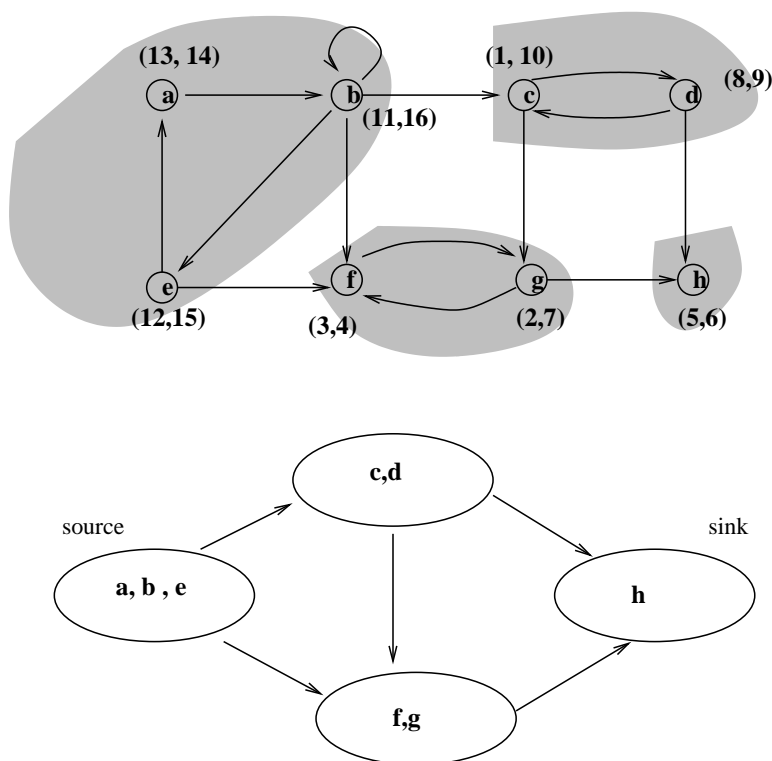 (13, 14)
(1, 10)
(8,9)
a
b
c
d
(11,16)
e
f
g
h
(12,15)
(3,4)
(2,7)
(5,6)
c,d
source
sink
a, b , e
h
f,g